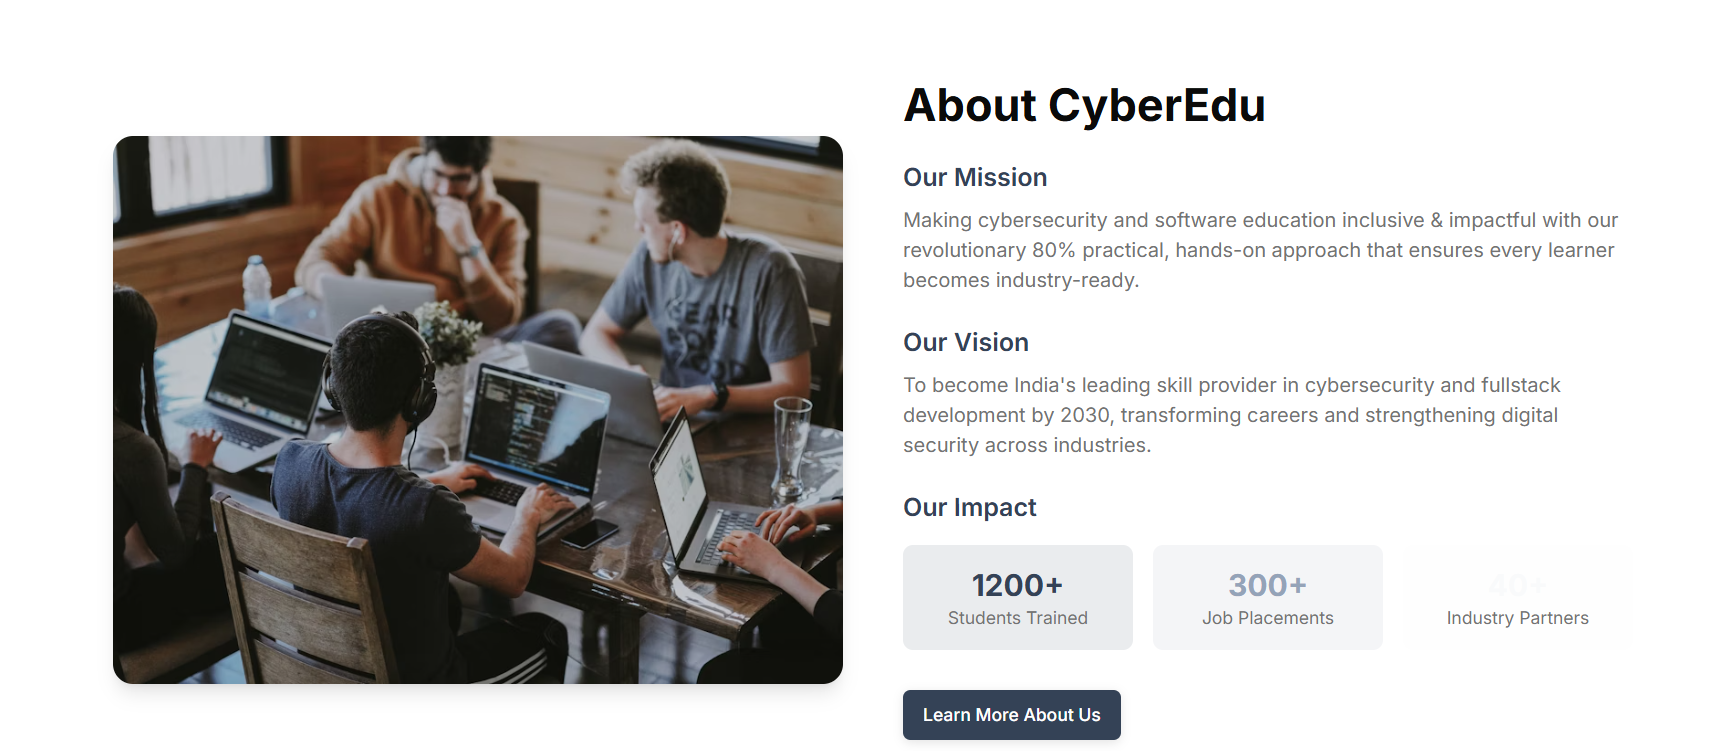 About CyberEdu
Our Mission
Making cybersecurity and software education inclusive & impactful with our
revolutionary 80% practical, hands-on approach that ensures every learner
becomes industry-ready.
Our Vision
To become India's leading skill provider in cybersecurity and fullstack
development by 2030, transforming careers and strengthening digital
security across industries.
Our Impact
1200+
Students Trained
300+
Job Placements
40+
Industry Partners
Learn More About Us